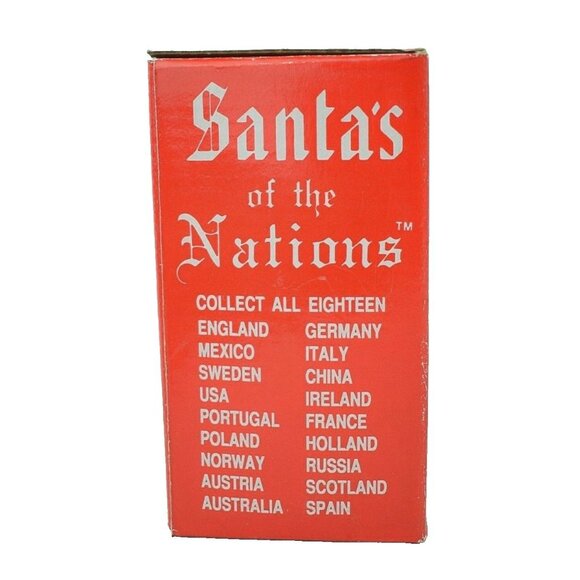 Santa's
of the
Nations™
COLLECT ALL EIGHTEEN
ENGLAND GERMANY
MEXICO ITALY
SWEDEN CHINA
USA IRELAND
PORTUGAL FRANCE
POLAND HOLLAND
NORWAY RUSSIA
AUSTRIA SCOTLAND
AUSTRALIA SPAIN